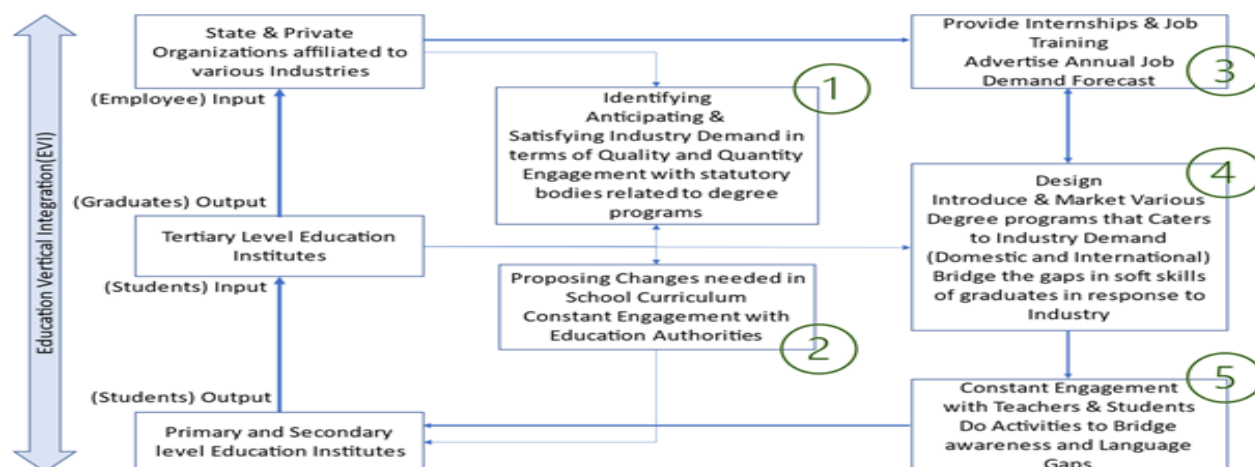 Education Vertical Integration(EVI)
State & Private
Organizations affiliated to
various Industries
(Employee) Input
(Graduates) Output
Tertiary Level Education
Institutes
(Students) Input
(Students) Output
Primary and Secondary
level Education Institutes
1
Identifying
Anticipating &
Satisfying Industry Demand in
terms of Quality and Quantity
Engagement with statutory
bodies related to degree
programs
Proposing Changes needed in
School Curriculum
Constant Engagement with
Education Authorities
2
Provide Internships & Job
Training
Advertise Annual Job
Demand Forecast
3
4
Design
Introduce & Market Various
Degree programs that Caters
to Industry Demand
(Domestic and International)
Bridge the gaps in soft skills
of graduates in response to
Industry
5
Constant Engagement
with Teachers & Students
Do Activities to Bridge
awareness and Language
Gaps